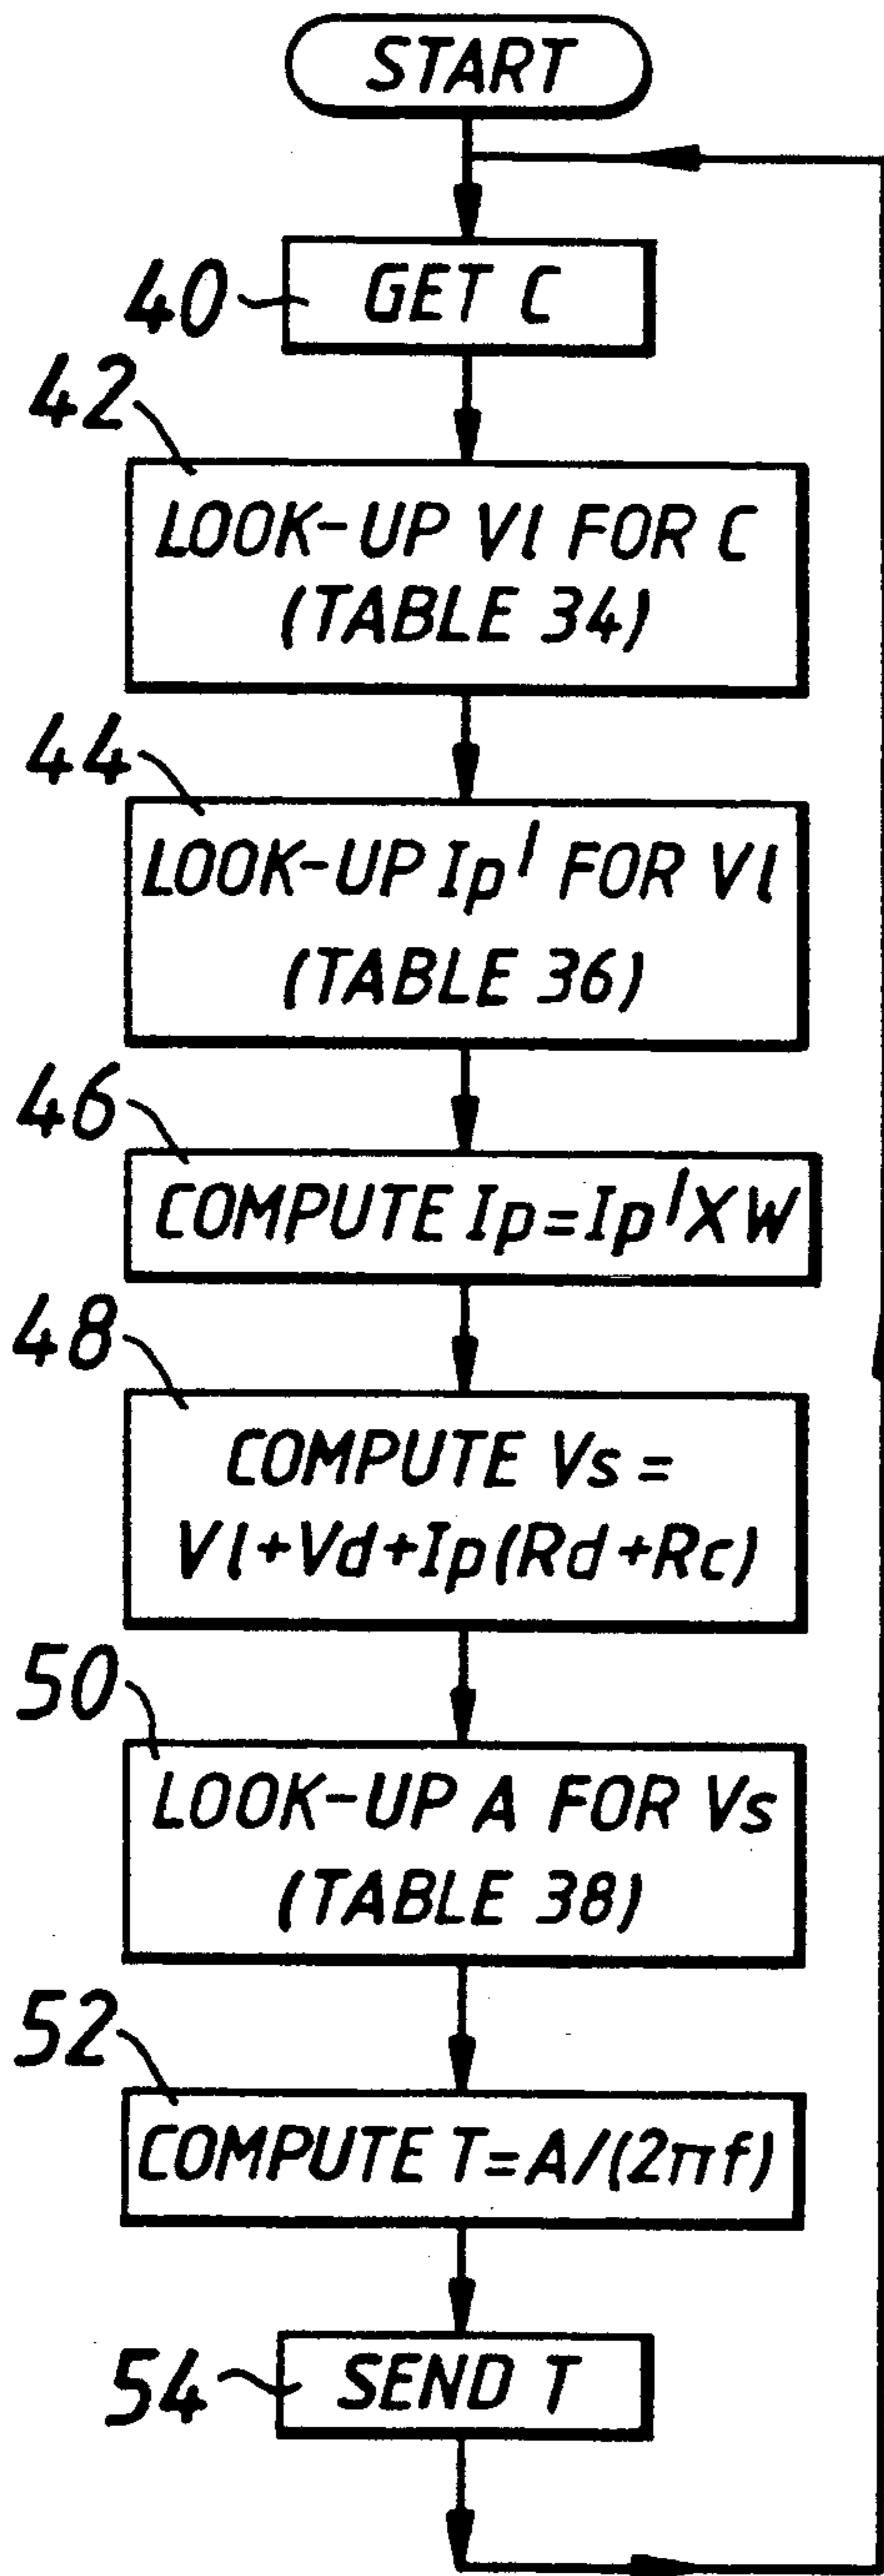 START
40
GET C
42
LOOK-UP Vl FOR C
(TABLE 34)
44
LOOK-UP Ip' FOR Vl
(TABLE 36)
46
COMPUTE Ip=Ip'XW
48
COMPUTE Vs =
Vl+Vd+Ip(Rd+Rc)
50
LOOK-UP A FOR Vs
(TABLE 38)
52
COMPUTE T=A/(2πf)
54
SEND T